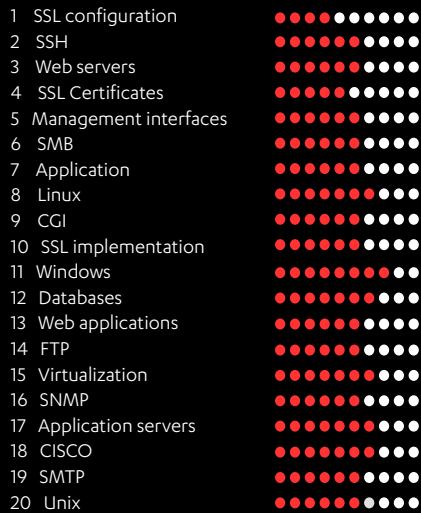 1 SSL configuration
2 SSH
3 Web servers
4 SSL Certificates
5 Management interfaces
6 SMB
7 Application
8 Linux
9 CGI
10 SSL implementation
11 Windows
12 Databases
13 Web applications
14 FTP
15 Virtualization
16 SNMP
17 Application servers
18 CISCO
19 SMTP
20 Unix